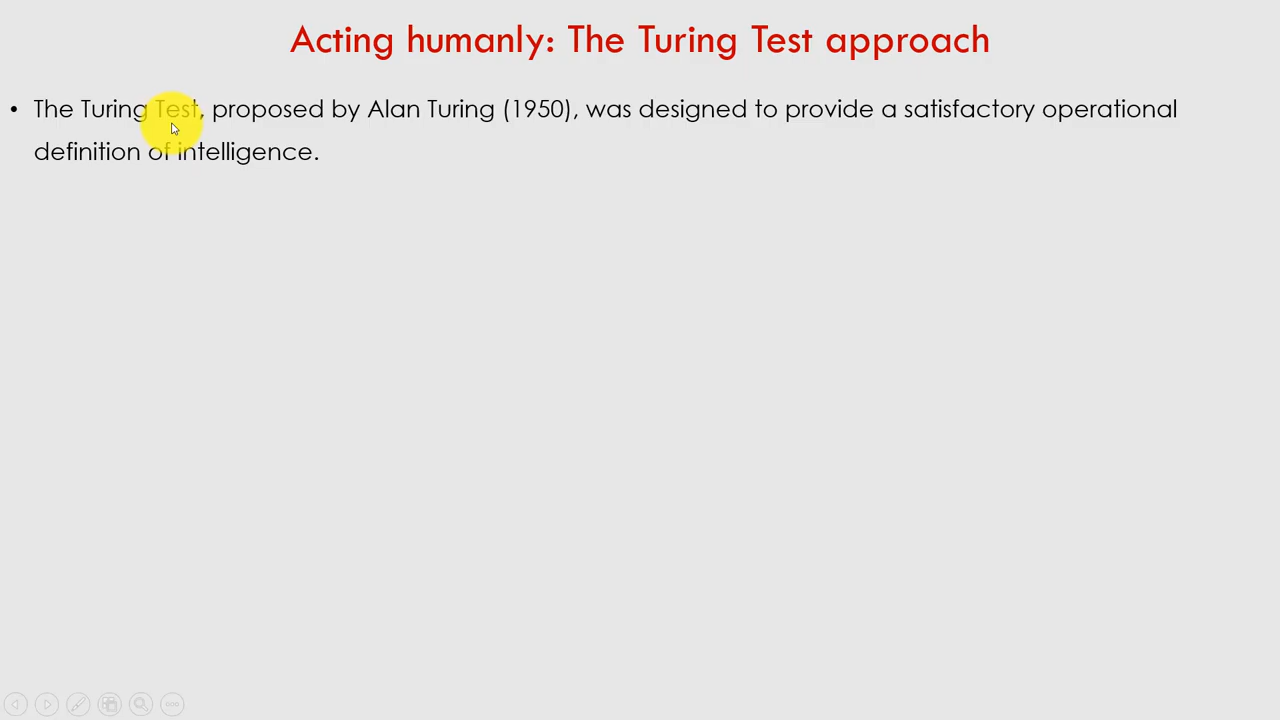 Acting humanly: The Turing Test approach
• The Turing Test, proposed by Alan Turing (1950), was designed to provide a satisfactory operational
definition of intelligence.